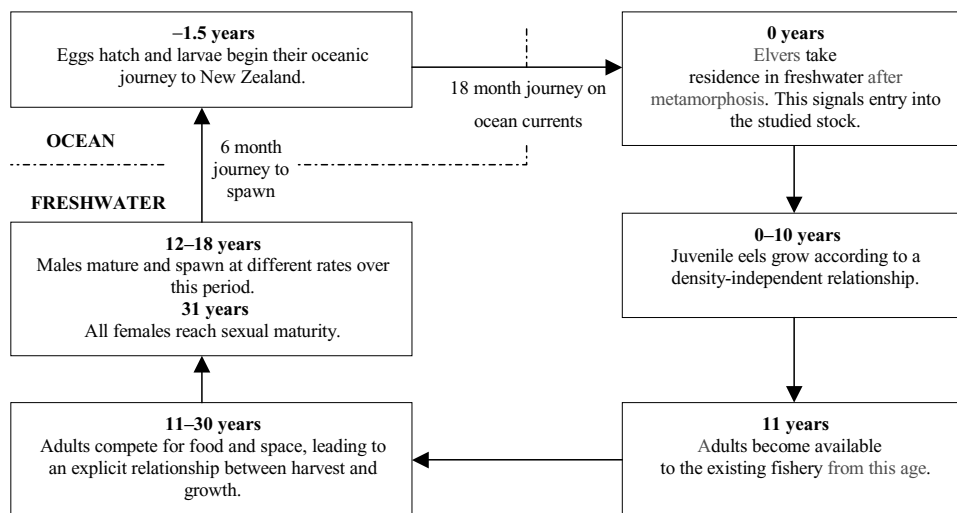 –1.5 years
Eggs hatch and larvae begin their oceanic
journey to New Zealand.
18 month journey on
ocean currents
0 years
Elvers take
residence in freshwater after
metamorphosis. This signals entry into
the studied stock.
OCEAN
6 month
journey to
spawn
FRESHWATER
12–18 years
Males mature and spawn at different rates over
this period.
31 years
All females reach sexual maturity.
0–10 years
Juvenile eels grow according to a
density-independent relationship.
11–30 years
Adults compete for food and space, leading to
an explicit relationship between harvest and
growth.
11 years
Adults become available
to the existing fishery from this age.